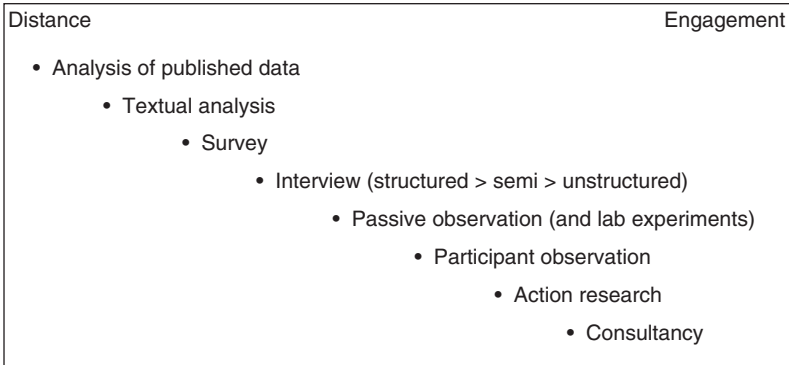 Distance Engagement
• Analysis of published data
• Textual analysis
• Survey
• Interview (structured > semi > unstructured)
• Passive observation (and lab experiments)
• Participant observation
• Action research
• Consultancy